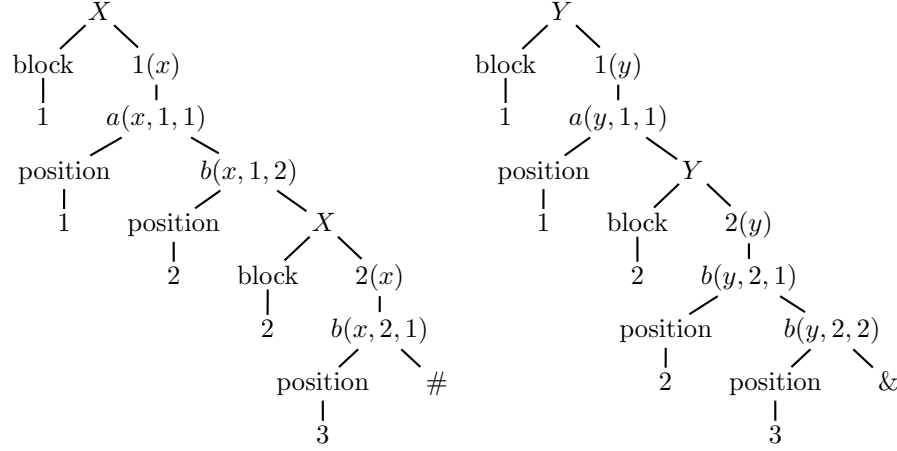 X Y
block 1(x) block 1(y)
1 a(x, 1, 1) 1 a(y, 1, 1)
position b(x, 1, 2) position Y
1 position X 1 block 2(y)
2 block 2(x) 2 b(y, 2, 1)
2 b(x, 2, 1) position b(y, 2, 2)
position # 2 position &
3 3